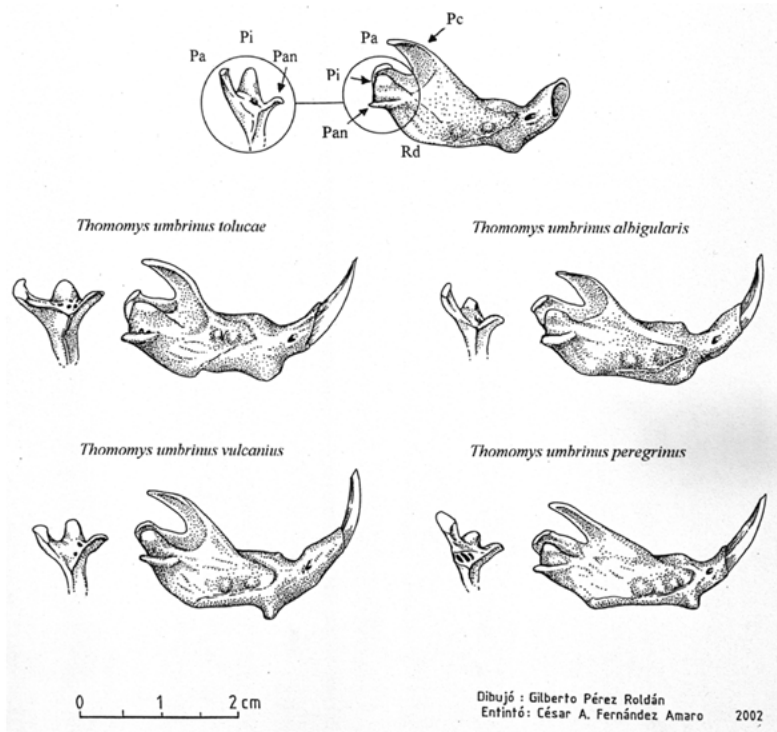 Pi
Pa
Pan
Pa
Pc
Pi
Pan
Rd
Thomomys umbrinus tolucae
Thomomys umbrinus albigularis
Thomomys umbrinus vulcanius
Thomomys umbrinus peregrinus
0 1 2 cm
Dibujó : Gilberto Pérez Roldán
Entintó: César A. Fernández Amaro 2002